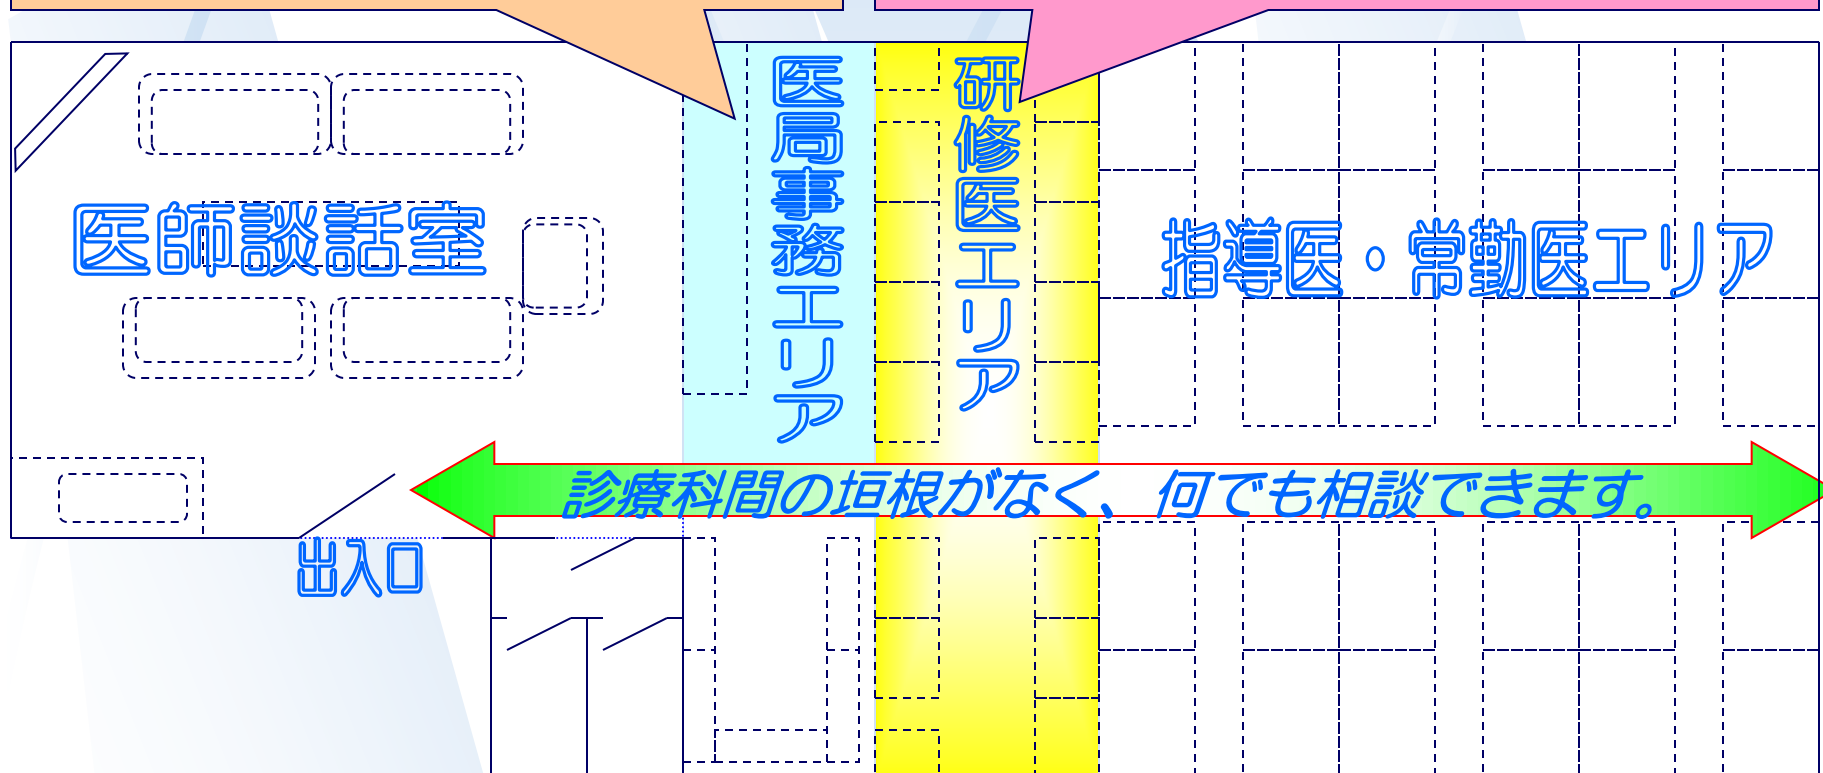 医師談話室
医局事務エリア
研修医エリア
指導医・常勤医エリア
診療科間の垣根がなく、何でも相談できます。
出入口